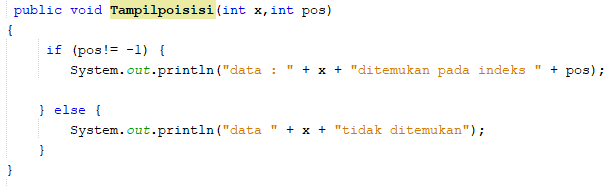 public void Tampilpoisisi(int x,int pos)
{
if (pos!= -1) {
System.out.println("data : " + x + "ditemukan pada indeks " + pos);
} else {
System.out.println("data " + x + "tidak ditemukan");
}
}